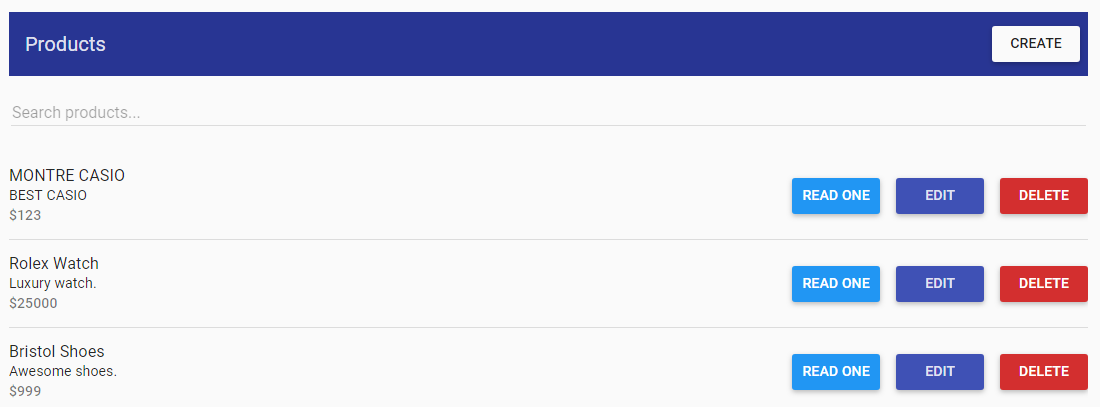 Products
CREATE
Search products...
MONTRE CASIO
BEST CASIO
$123
READ ONE
EDIT
DELETE
Rolex Watch
Luxury watch.
$25000
READ ONE
EDIT
DELETE
Bristol Shoes
Awesome shoes.
$999
READ ONE
EDIT
DELETE